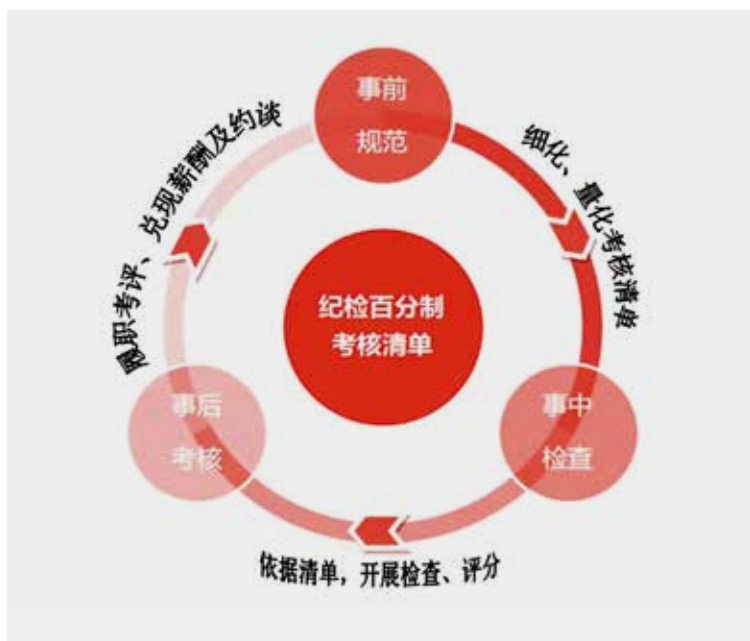 事前
规范
细化、量化考核清单
纪检百分制
考核清单
事中
检查
依据清单，开展检查、评分
事后
考核
履职考评、兑现薪酬及约谈